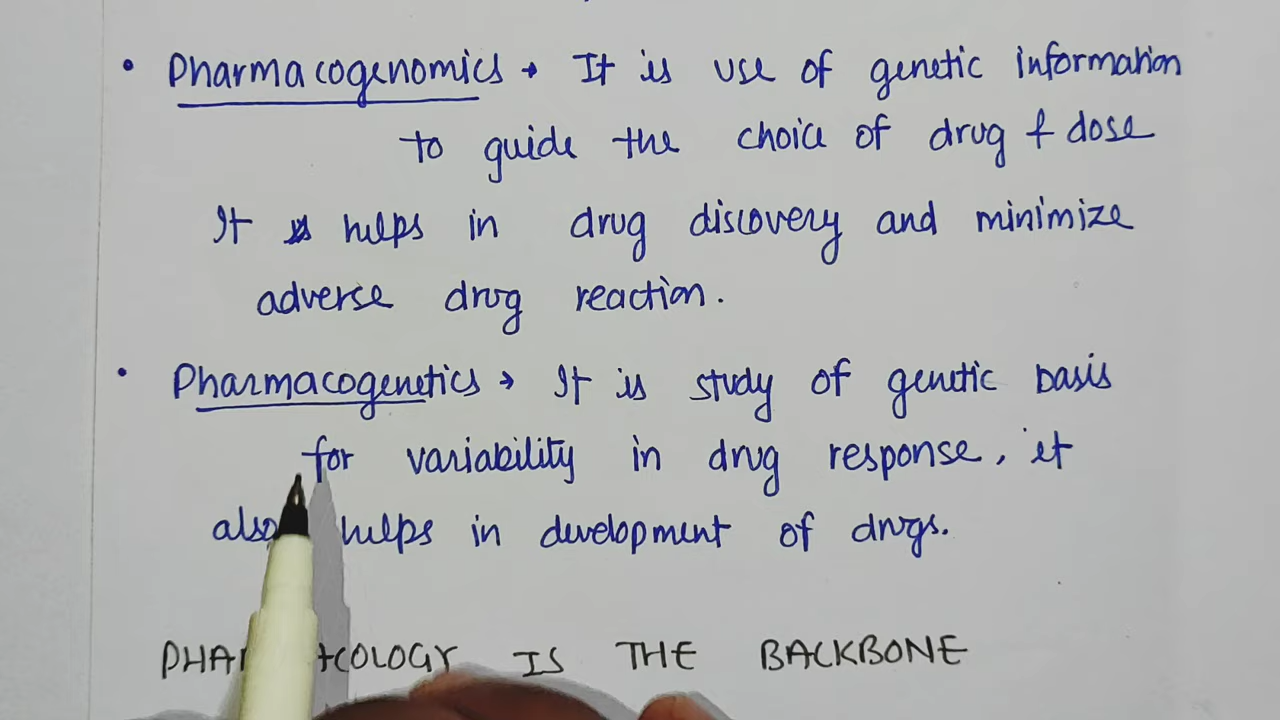 • Pharmacogenomics → It is use of genetic information
to guide the choice of drug & dose
It helps in drug discovery and minimize
adverse drug reaction.
• Pharmacogenetics → It is study of genetic basis
for variability in drug response, it
also helps in development of drugs.
IS THE BACKBONE